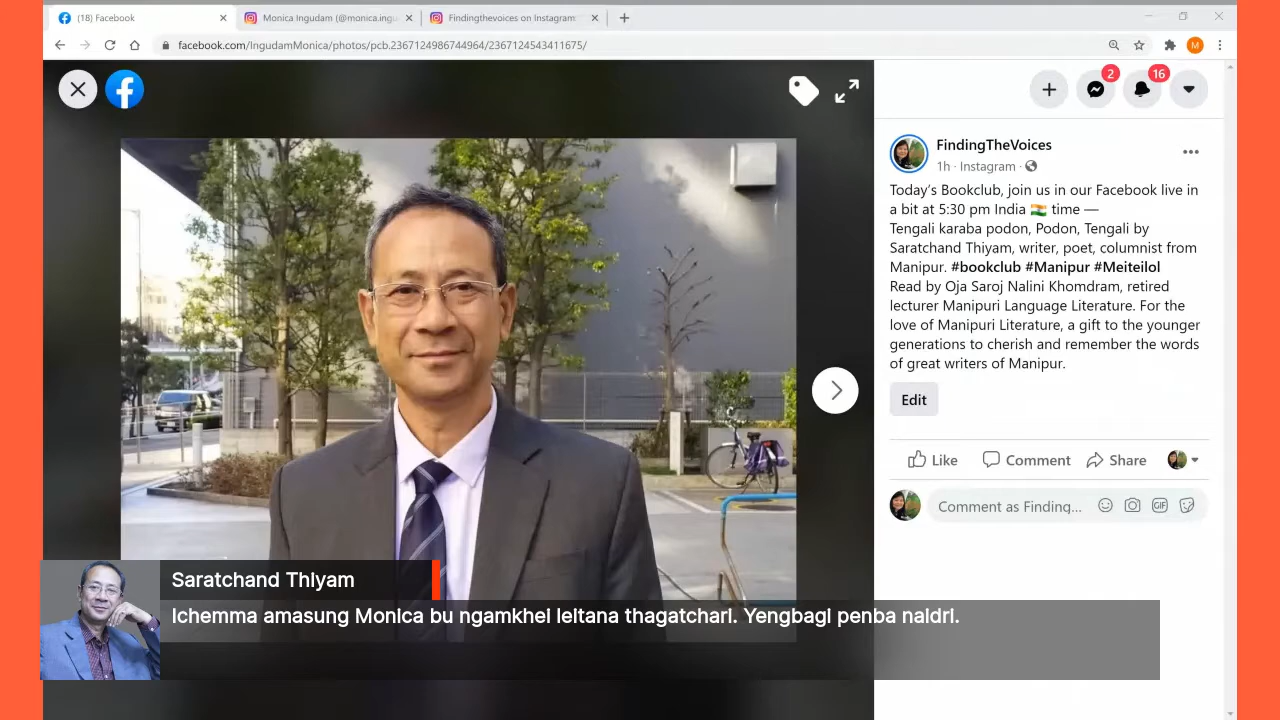 (18) Facebook
Monica Ingudam (@monica.ingu
Findingthevoices on Instagram
facebook.com/IngudamMonica/photos/pcb.2367124986744964/2367124543411675/
M
2
16
FindingTheVoices
1h · Instagram ·
Today's Bookclub, join us in our Facebook live in
a bit at 5:30 pm India 🇮🇳 time —
Tengali karaba podon, Podon, Tengali by
Saratchand Thiyam, writer, poet, columnist from
Manipur. #bookclub #Manipur #Meiteilol
Read by Oja Saroj Nalini Khomdram, retired
lecturer Manipuri Language Literature. For the
love of Manipuri Literature, a gift to the younger
generations to cherish and remember the words
of great writers of Manipur.
Edit
Like Comment Share
Comment as Finding... GIF
Saratchand Thiyam
Ichemma amasung Monica bu ngamkhei leitana thagatchari. Yengbagi penba naidri.